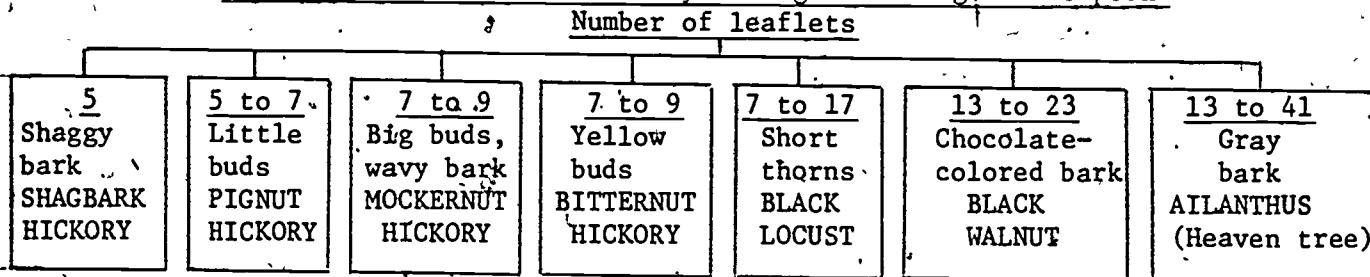 Number of leaflets
5
Shaggy
bark
SHAGBARK
HICKORY
5 to 7
Little
buds
PIGNUT
HICKORY
7 to 9
Big buds,
wavy bark
MOCKERNUT
HICKORY
7 to 9
Yellow
buds
BITTERNUT
HICKORY
7 to 17
Short
thorns
BLACK
LOCUST
13 to 23
Chocolate-
colored bark
BLACK
WALNUT
13 to 41
Gray
bark
AILANTHUS
(Heaven tree)